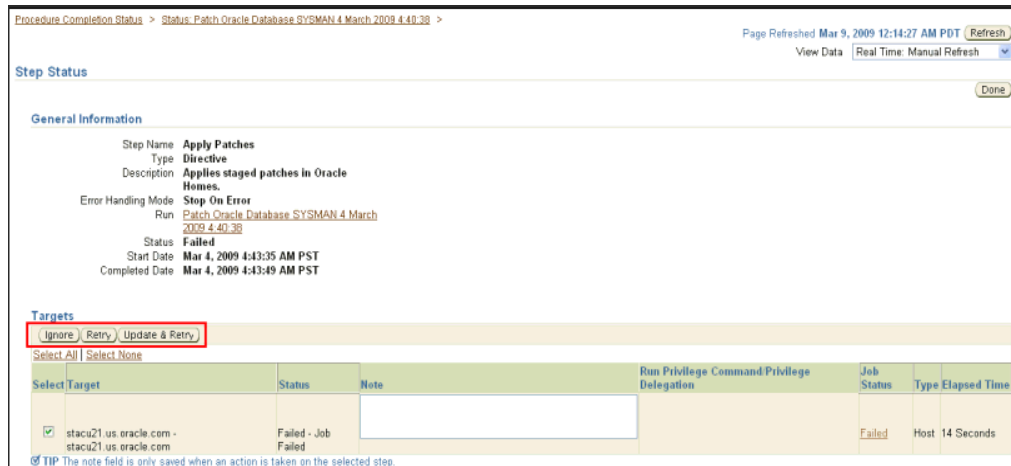 Procedure Completion Status > Status: Patch Oracle Database SYSMAN 4 March 2009 4:40:38 >
Page Refreshed Mar 9, 2009 12:14:27 AM PDT Refresh
View Data Real Time: Manual Refresh
Step Status
Done
General Information
Step Name Apply Patches
Type Directive
Description Applies staged patches in Oracle
Homes.
Error Handling Mode Stop On Error
Run Patch Oracle Database SYSMAN 4 March
2009 4:40:38
Status Failed
Start Date Mar 4, 2009 4:43:35 AM PST
Completed Date Mar 4, 2009 4:43:49 AM PST
Targets
Ignore Retry Update & Retry
Select All | Select None
Select Target Status Note Run Privilege Command/Privilege Delegation Job Status Type Elapsed Time
stacu21.us.oracle.com - stacu21.us.oracle.com Failed - Job Failed Failed Host 14 Seconds
TIP The note field is only saved when an action is taken on the selected step.